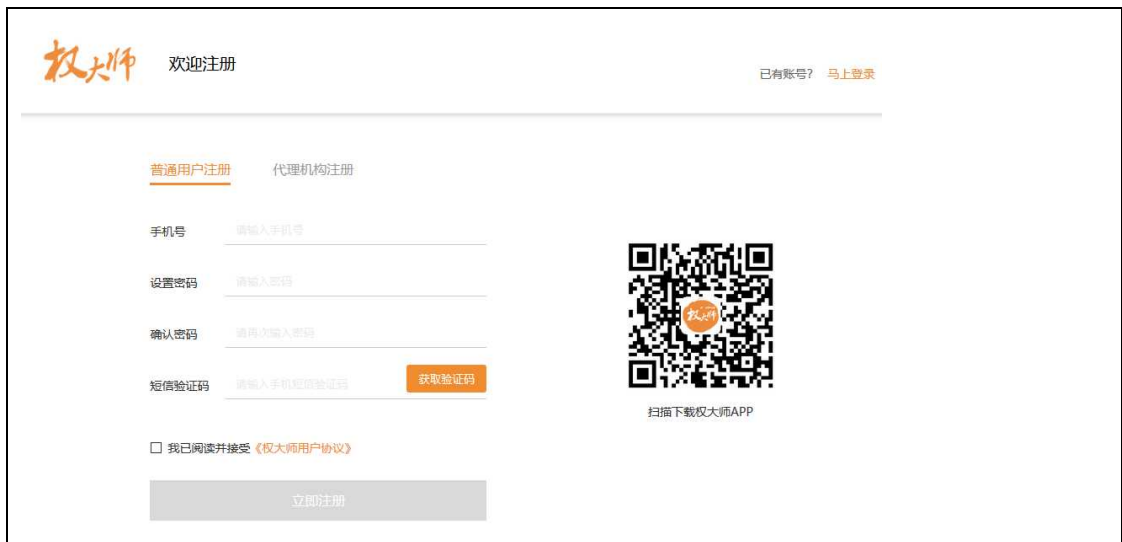 权大师 欢迎注册
已有账号? 马上登录
普通用户注册 代理机构注册
手机号 请输入手机号
设置密码 请输入密码
确认密码 请再次输入密码
短信验证码 请输入手机短信验证码 获取验证码
权大师
扫描下载权大师APP
我已阅读并接受《权大师用户协议》
立即注册